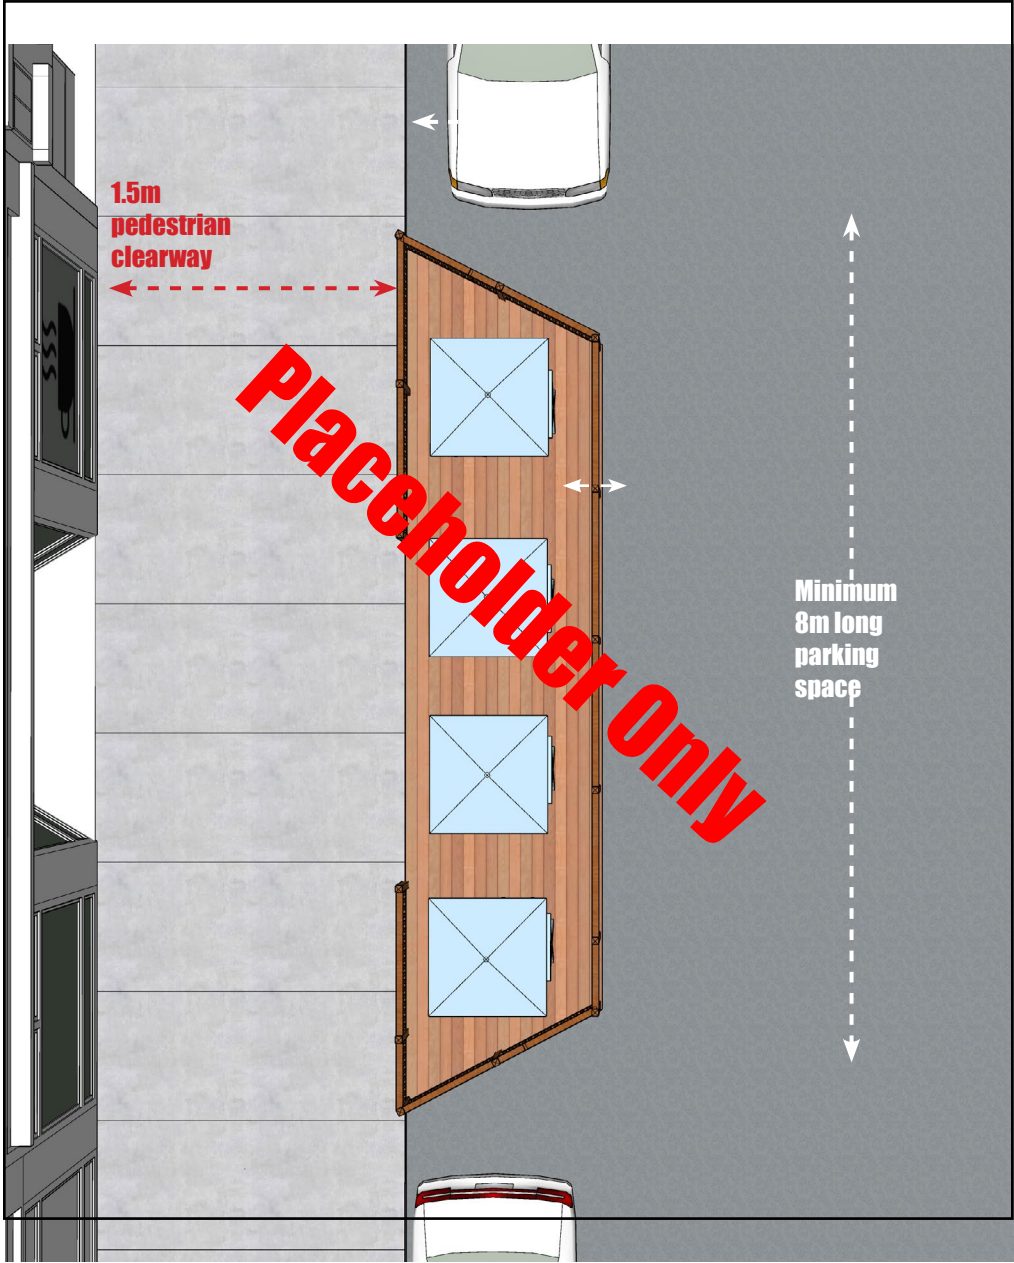 1.5m
pedestrian
clearway
Placeholder Only
Minimum
8m long
parking
space